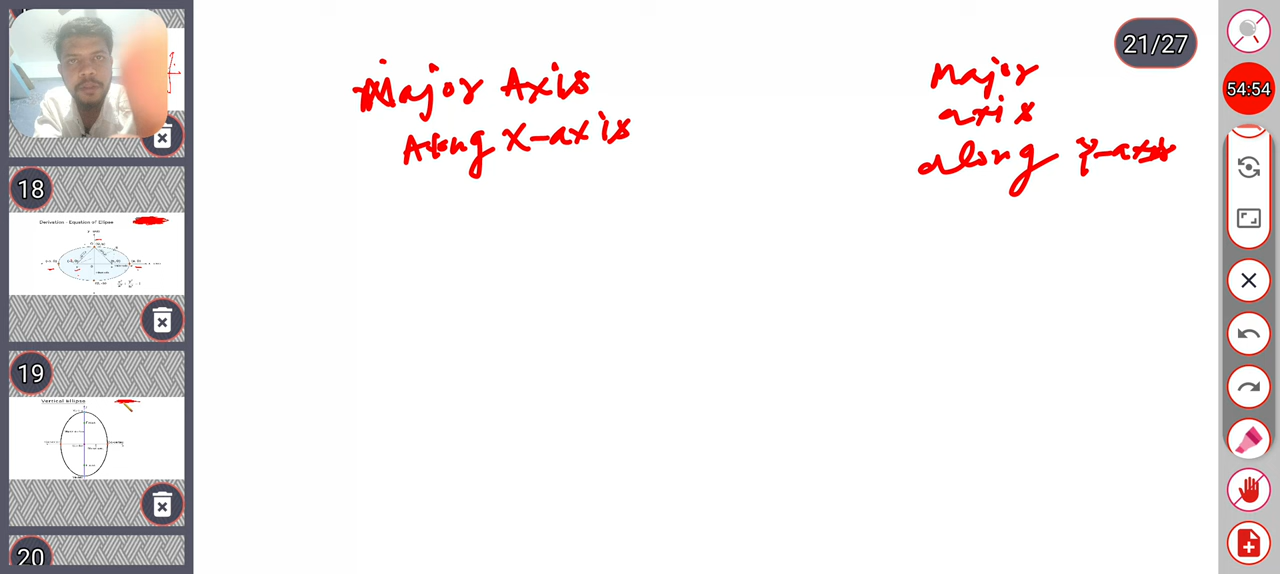 21/27
Major Axis
Along X-axis
Major
axis
along Y-axis
54:54
18
Derivation - Equation of Ellipse
19
Vertical Ellipse
20